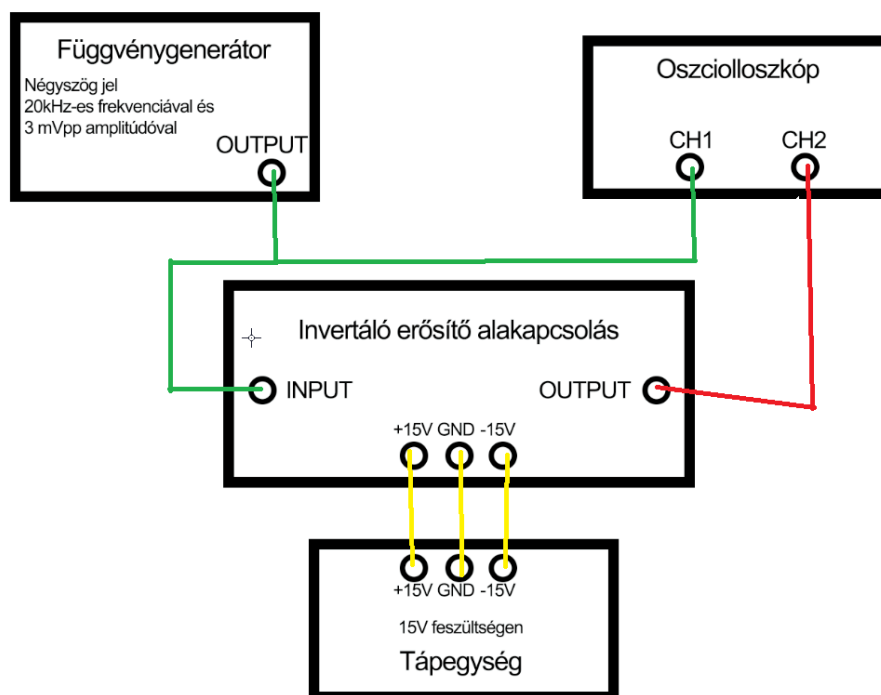 Függvénygenerátor
Négyszög jel
20kHz-es frekvenciával és
3 mVpp amplitúdóval
OUTPUT
Oszciolloszkóp
CH1 CH2
Invertáló erősítő alakapcsolás
INPUT OUTPUT
+15V GND -15V
+15V GND -15V
15V feszültségen
Tápegység